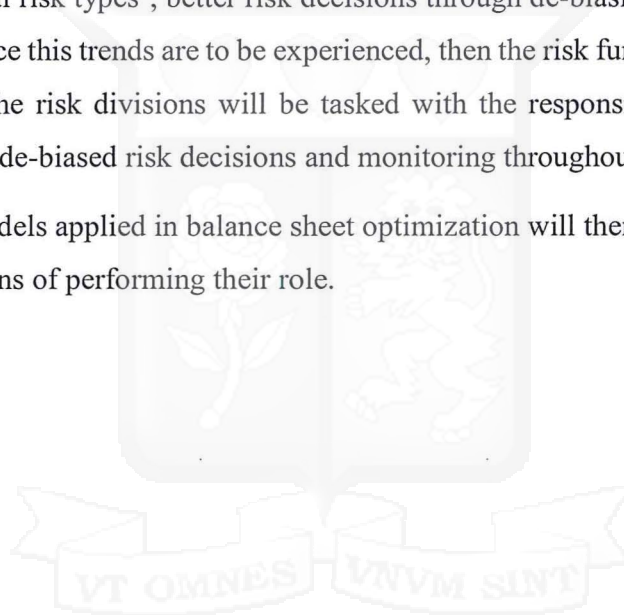 risk types , better risk decisions through de-bias
ce this trends are to be experienced, then the risk fu
he risk divisions will be tasked with the respons
de-biased risk decisions and monitoring throughou
dels applied in balance sheet optimization will the
ns of performing their role.
VT OMNES VNVM SINT